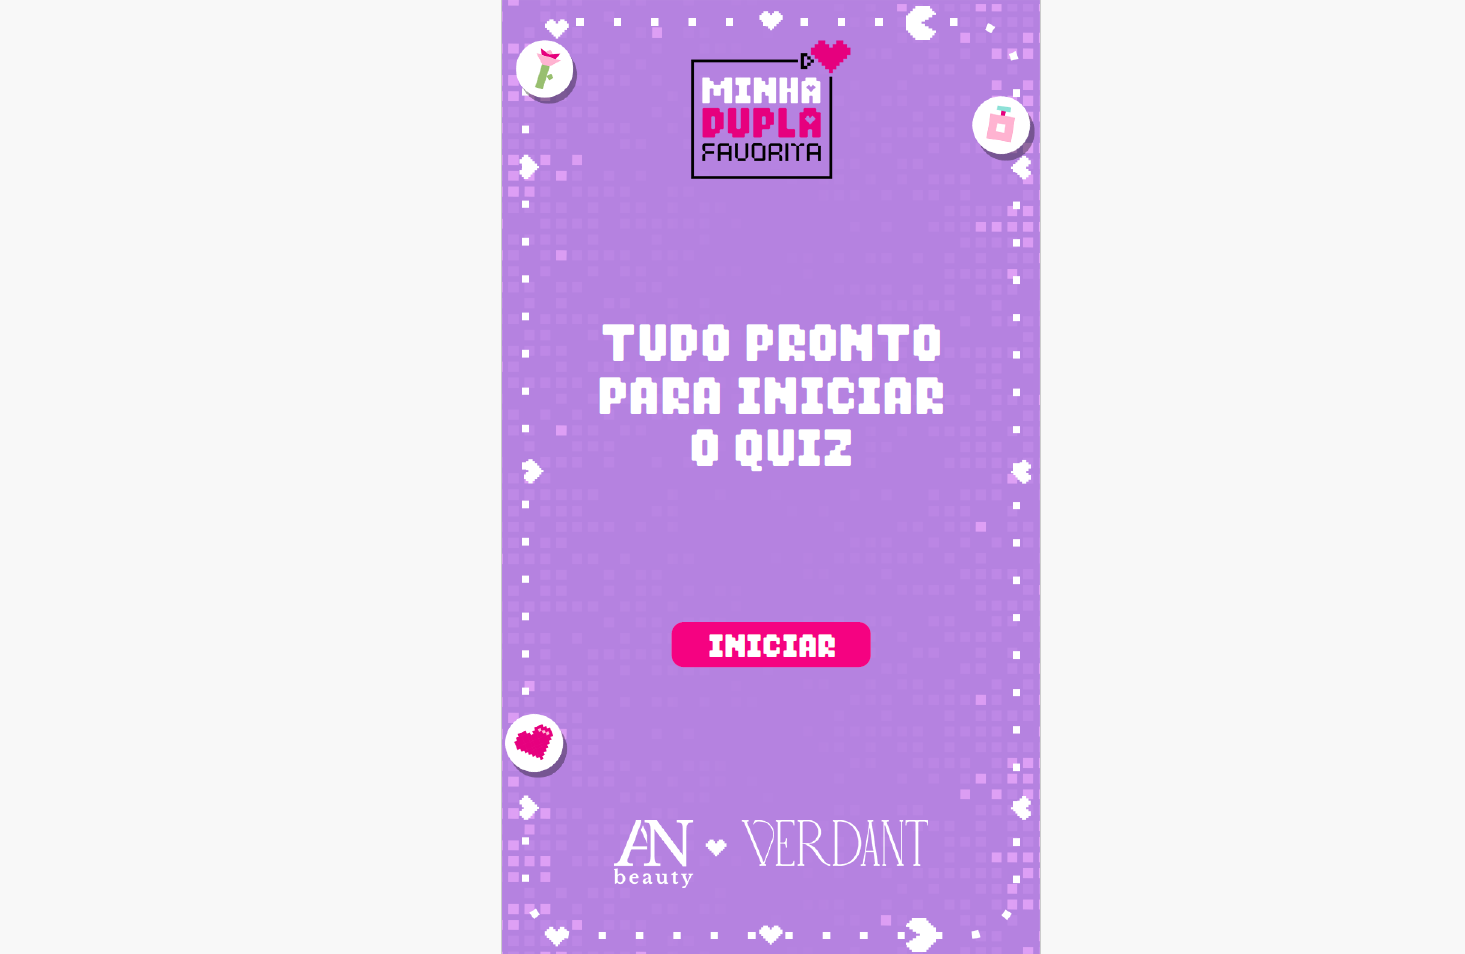 MINHA
DUPLA
FAVORITA
TUDO PRONTO
PARA INICIAR
O QUIZ
INICIAR
AN VERDANT
beauty